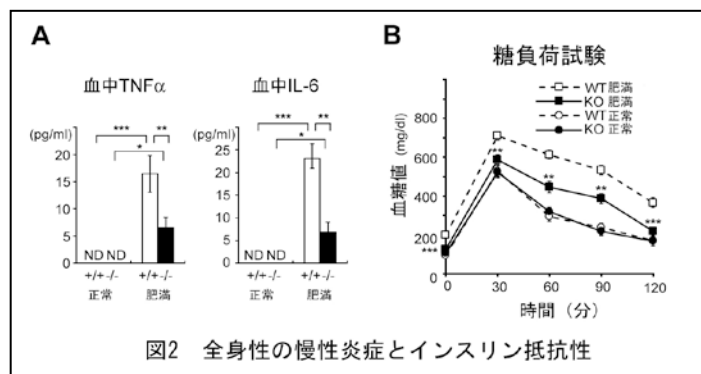 A
血中TNFα
血中IL-6
(pg/ml)
***
**
*
25
20
15
10
5
0
ND ND
+/+ -/- +/+ -/-
正常 肥満
(pg/ml)
***
**
*
25
20
15
10
5
0
ND ND
+/+ -/- +/+ -/-
正常 肥満
B
糖負荷試験
WT 肥満
KO 肥満
WT 正常
KO 正常
血糖値 (mg/dl)
800
600
400
200
0
***
**
**
**
***
0 30 60 90 120
時間(分)
図2 全身性の慢性炎症とインスリン抵抗性